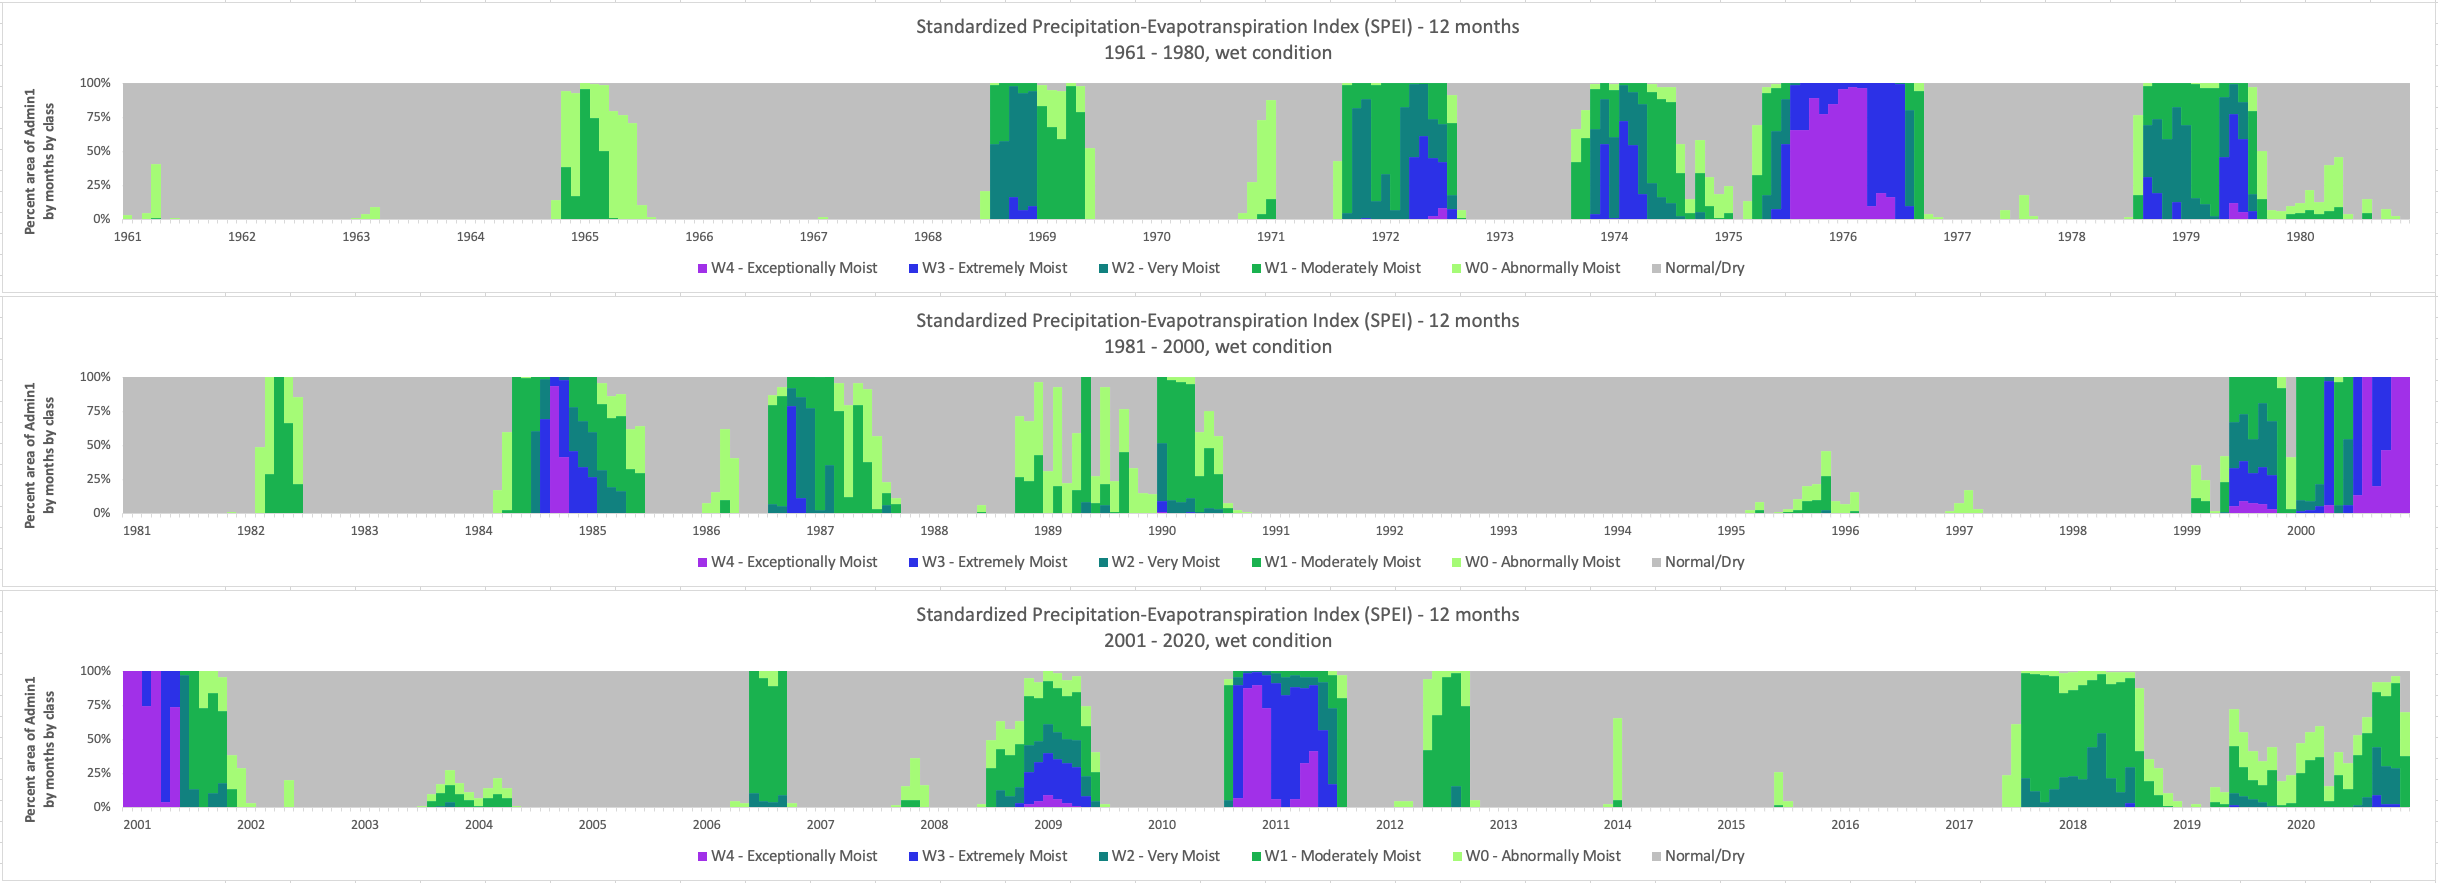 Standardized Precipitation-Evapotranspiration Index (SPEI) - 12 months
1961 - 1980, wet condition
Percent area of Admin1
by months by class
100%
75%
50%
25%
0%
1961 1962 1963 1964 1965 1966 1967 1968 1969 1970 1971 1972 1973 1974 1975 1976 1977 1978 1979 1980
W4 - Exceptionally Moist W3 - Extremely Moist W2 - Very Moist W1 - Moderately Moist W0 - Abnormally Moist Normal/Dry
Standardized Precipitation-Evapotranspiration Index (SPEI) - 12 months
1981 - 2000, wet condition
Percent area of Admin1
by months by class
100%
75%
50%
25%
0%
1981 1982 1983 1984 1985 1986 1987 1988 1989 1990 1991 1992 1993 1994 1995 1996 1997 1998 1999 2000
W4 - Exceptionally Moist W3 - Extremely Moist W2 - Very Moist W1 - Moderately Moist W0 - Abnormally Moist Normal/Dry
Standardized Precipitation-Evapotranspiration Index (SPEI) - 12 months
2001 - 2020, wet condition
Percent area of Admin1
by months by class
100%
75%
50%
25%
0%
2001 2002 2003 2004 2005 2006 2007 2008 2009 2010 2011 2012 2013 2014 2015 2016 2017 2018 2019 2020
W4 - Exceptionally Moist W3 - Extremely Moist W2 - Very Moist W1 - Moderately Moist W0 - Abnormally Moist Normal/Dry